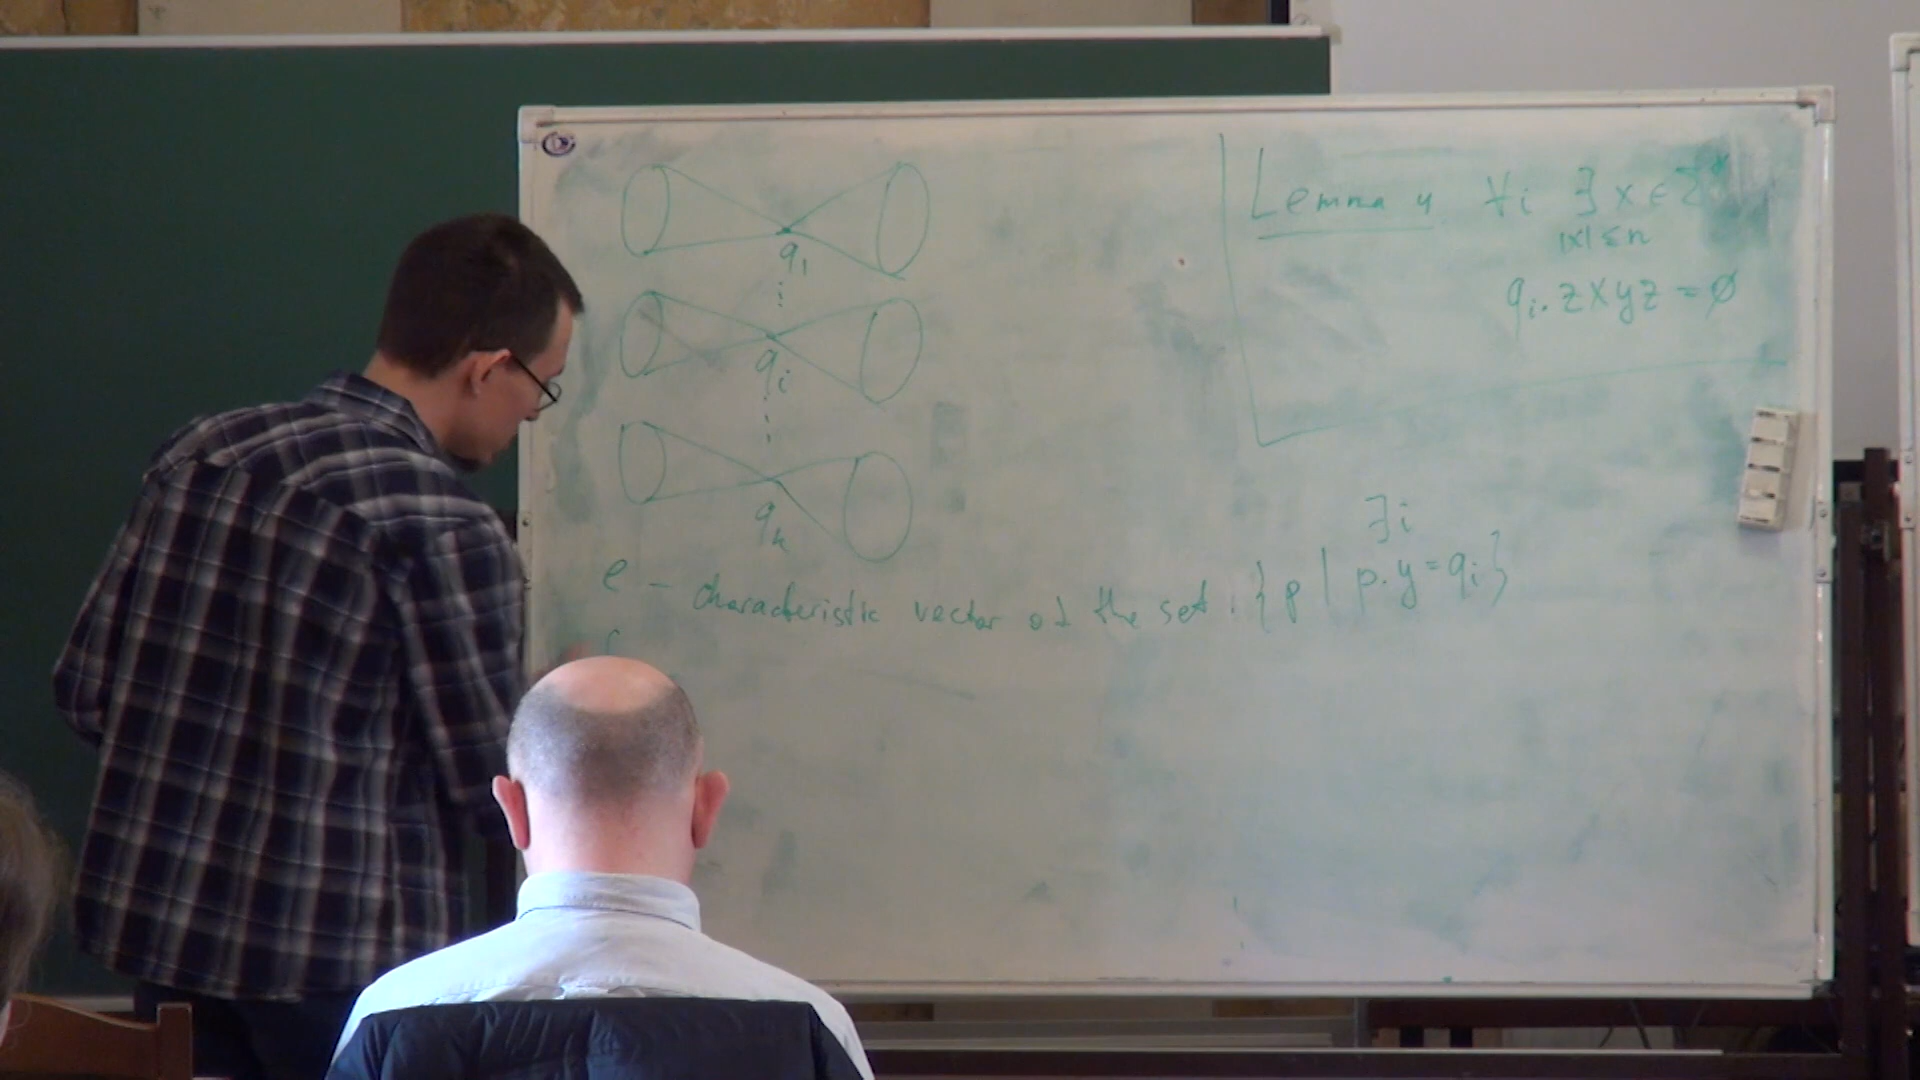 Lemma 4 ∀i ∃x∈Σ*
|x|≤n
qᵢ.zxyz=∅
q₁
qᵢ
qₖ
∃i
e – characteristic vector of the set {p | p.y=qᵢ}